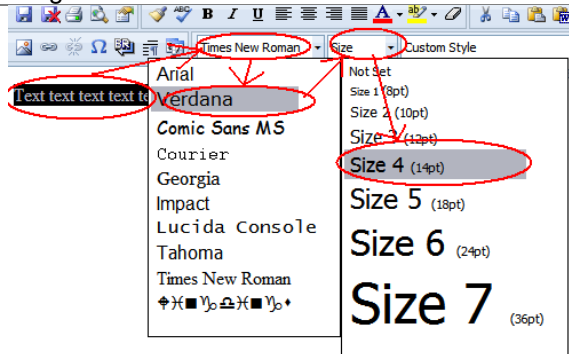 B I U A ab
Ω Times New Roman Size Custom Style
Text text text text te
Arial
Verdana
Comic Sans MS
Courier
Georgia
Impact
Lucida Console
Tahoma
Times New Roman
Not Set
Size 1 (8pt)
Size 2 (10pt)
Size 3 (12pt)
Size 4 (14pt)
Size 5 (18pt)
Size 6 (24pt)
Size 7 (36pt)